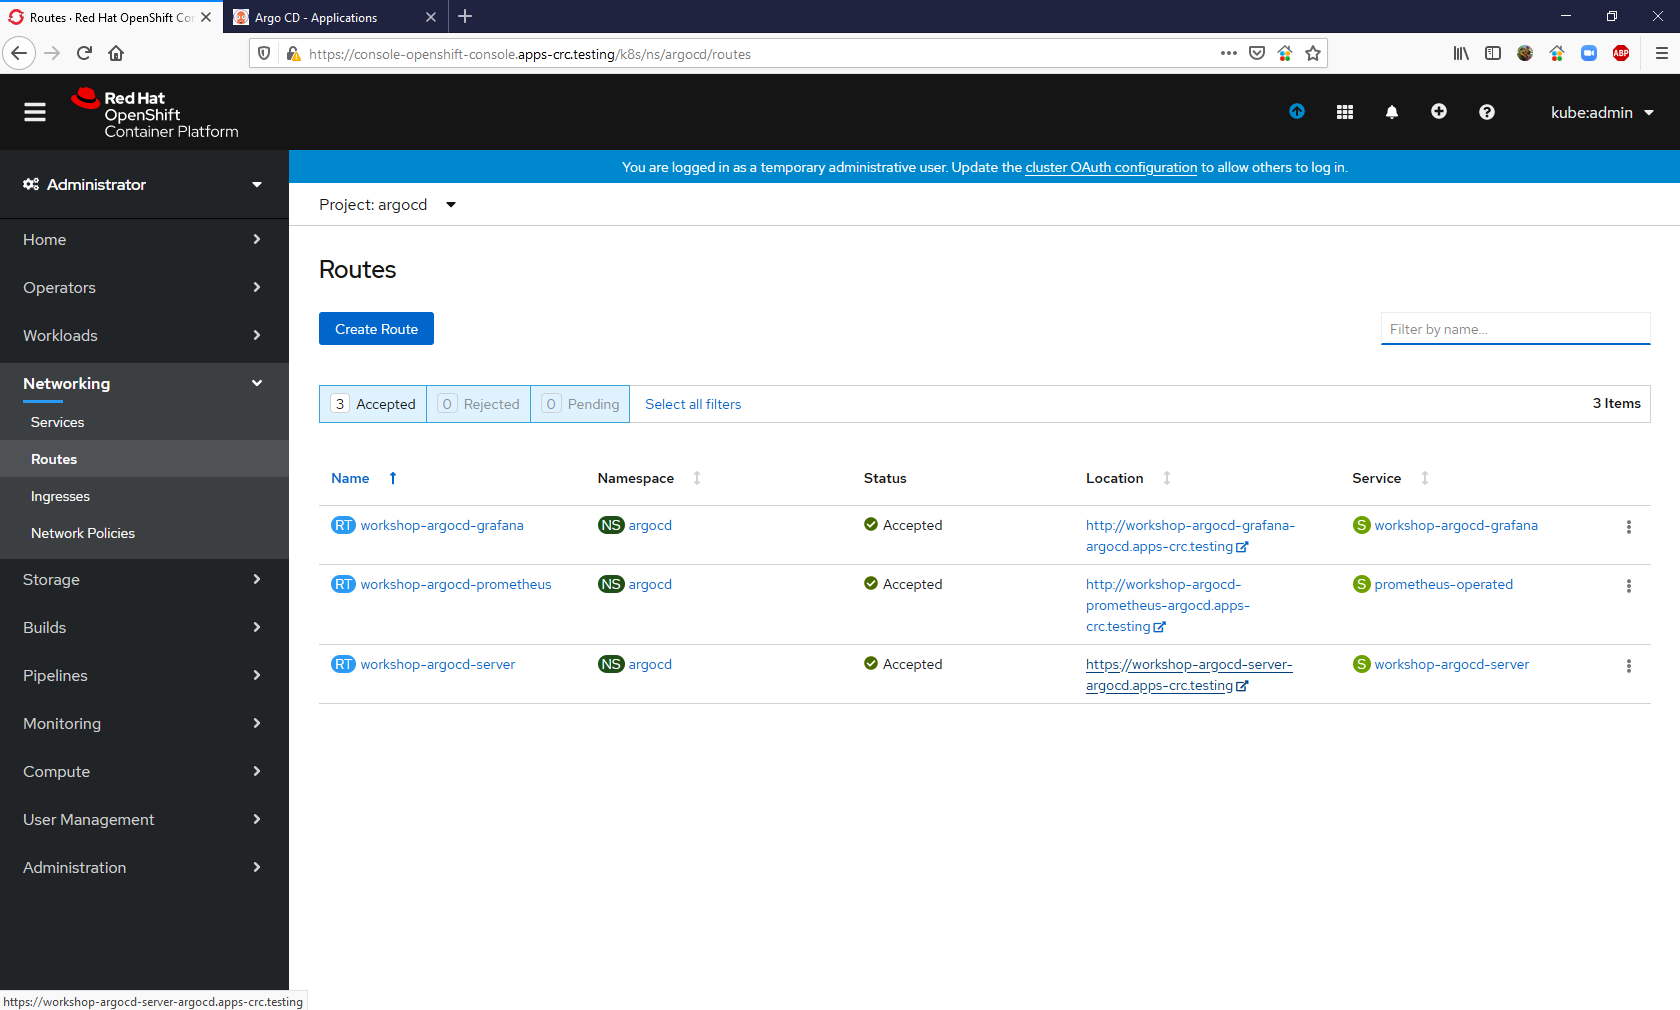 Routes · Red Hat OpenShift Co
Argo CD - Applications
https://console-openshift-console.apps-crc.testing/k8s/ns/argocd/routes
ABP
Red Hat
OpenShift
Container Platform
kube:admin
Administrator
You are logged in as a temporary administrative user. Update the cluster OAuth configuration to allow others to log in.
Project: argocd
Home
Operators
Workloads
Networking
Services
Routes
Ingresses
Network Policies
Storage
Builds
Pipelines
Monitoring
Compute
User Management
Administration
Routes
Create Route
Filter by name...
3 Accepted 0 Rejected 0 Pending Select all filters 3 Items
Name Namespace Status Location Service
RT workshop-argocd-grafana NS argocd Accepted http://workshop-argocd-grafana- S workshop-argocd-grafana
argocd.apps-crc.testing
RT workshop-argocd-prometheus NS argocd Accepted http://workshop-argocd- S prometheus-operated
prometheus-argocd.apps-
crc.testing
RT workshop-argocd-server NS argocd Accepted https://workshop-argocd-server- S workshop-argocd-server
argocd.apps-crc.testing
https://workshop-argocd-server-argocd.apps-crc.testing